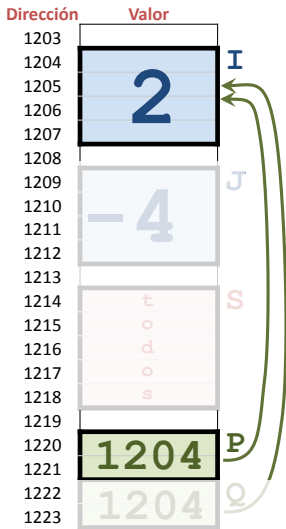 Dirección Valor
1203
1204 I
1205
2
1206
1207
1208
1209 J
1210
-4
1211
1212
1213
1214 t S
1215 o
1216 d
1217 o
1218 s
1219
1220 P
1204
1221
1222 Q
1204
1223